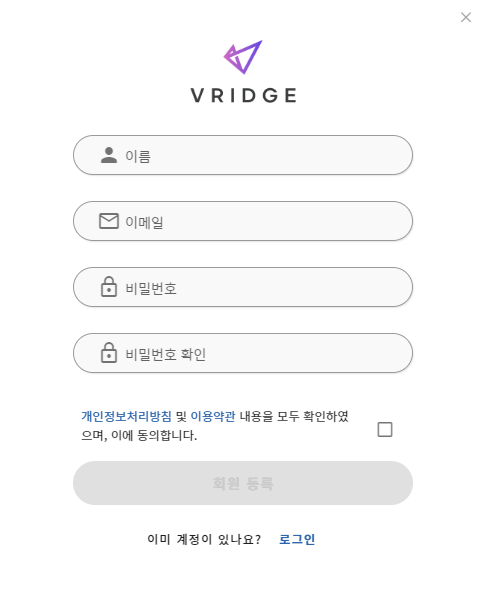 VRIDGE
이름
이메일
비밀번호
비밀번호 확인
개인정보처리방침 및 이용약관 내용을 모두 확인하였
으며, 이에 동의합니다.
회원 등록
이미 계정이 있나요? 로그인